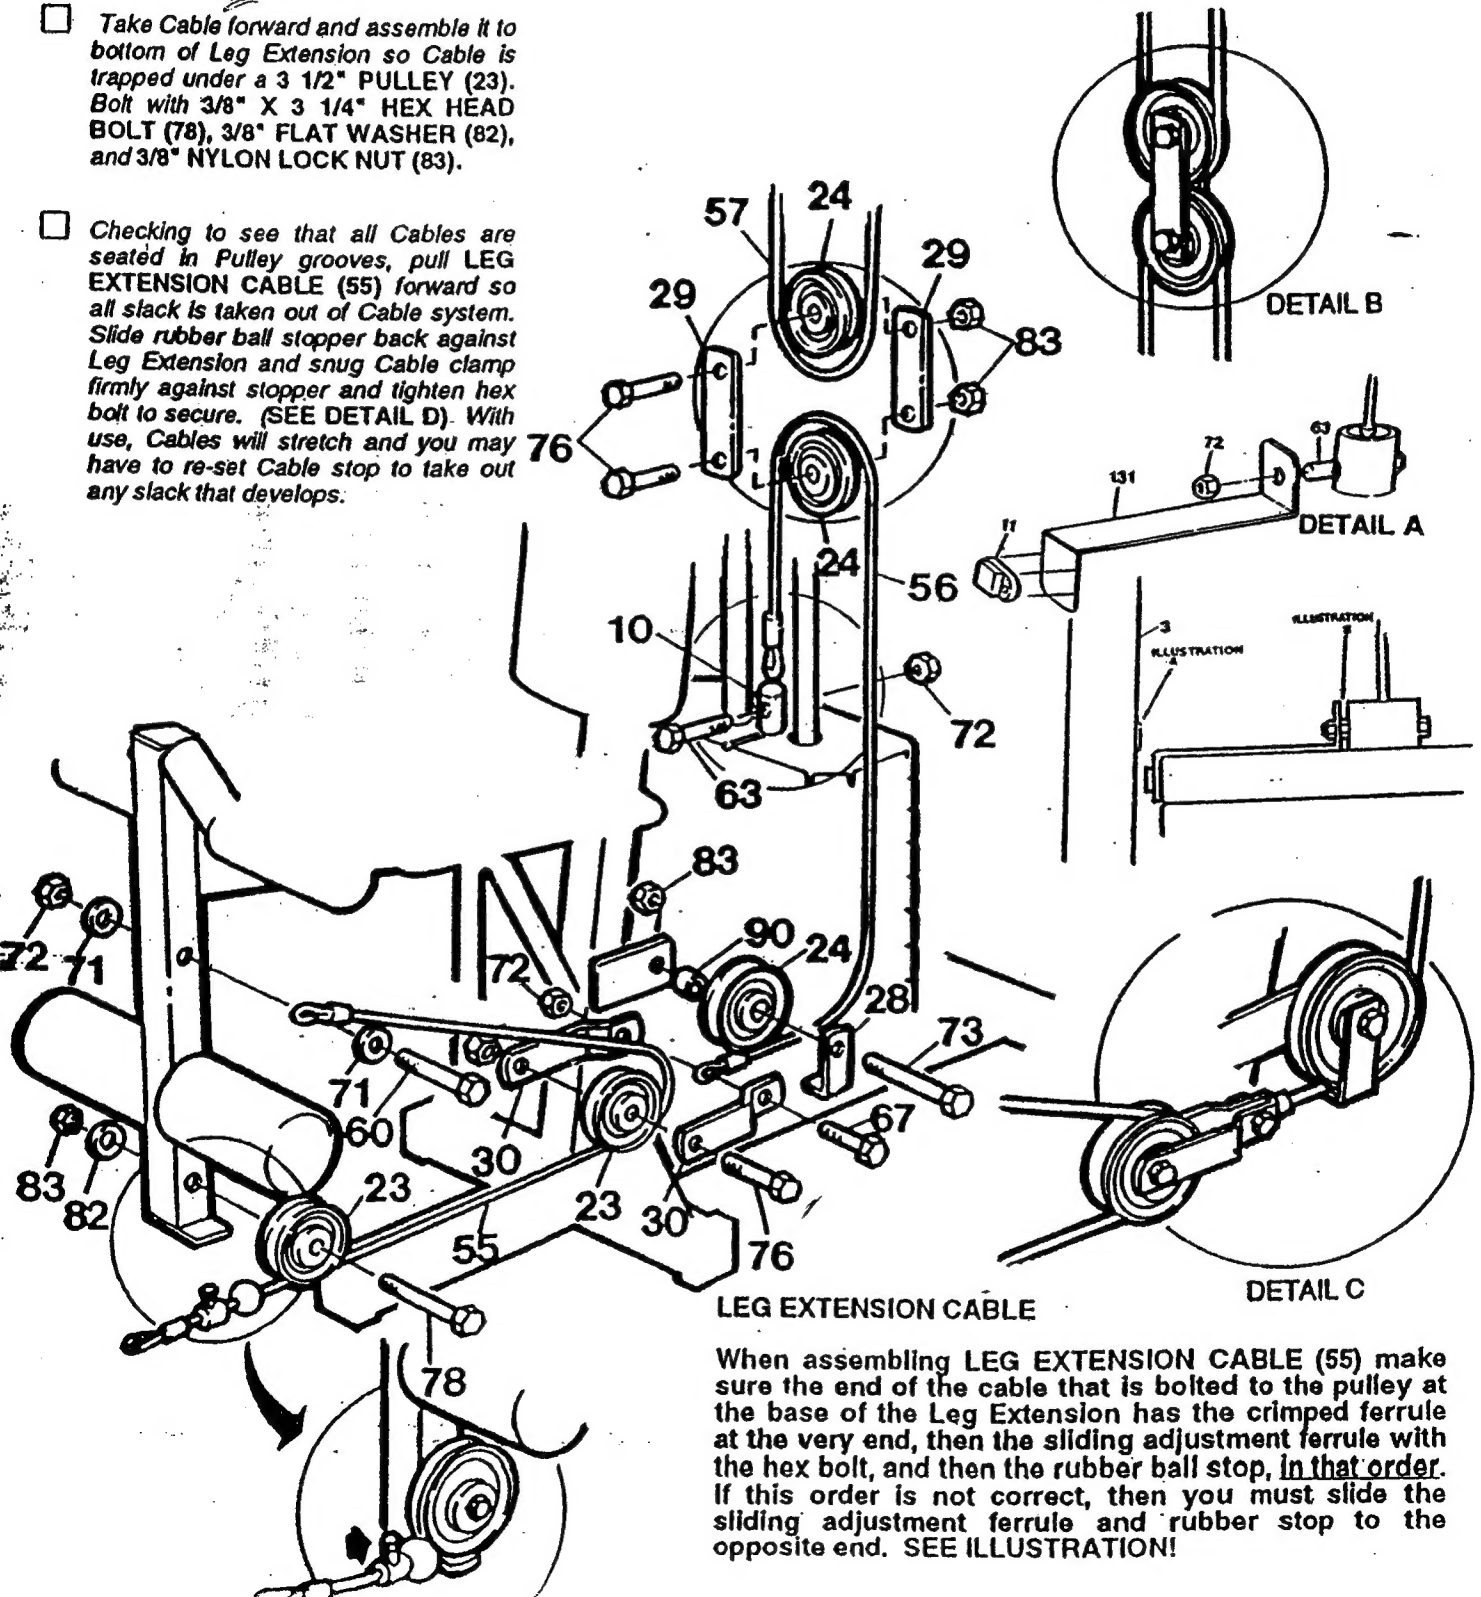 ☐ Take Cable forward and assemble it to
bottom of Leg Extension so Cable is
trapped under a 3 1/2" PULLEY (23).
Bolt with 3/8" X 3 1/4" HEX HEAD
BOLT (78), 3/8" FLAT WASHER (82),
and 3/8" NYLON LOCK NUT (83).
☐ Checking to see that all Cables are
seated in Pulley grooves, pull LEG
EXTENSION CABLE (55) forward so
all slack is taken out of Cable system.
Slide rubber ball stopper back against
Leg Extension and snug Cable clamp
firmly against stopper and tighten hex
bolt to secure. (SEE DETAIL D). With
use, Cables will stretch and you may
have to re-set Cable stop to take out
any slack that develops.
57
24
29
29
83
76
24
56
10
72
63
DETAIL B
72
63
131
11
DETAIL A
3
ILLUSTRATION
ILLUSTRATION
83
72
71
72
90
24
28
73
71
60
67
30
83
82
23
23
30
55
76
78
DETAIL C
LEG EXTENSION CABLE
When assembling LEG EXTENSION CABLE (55) make
sure the end of the cable that is bolted to the pulley at
the base of the Leg Extension has the crimped ferrule
at the very end, then the sliding adjustment ferrule with
the hex bolt, and then the rubber ball stop, in that order.
If this order is not correct, then you must slide the
sliding adjustment ferrule and rubber stop to the
opposite end. SEE ILLUSTRATION!